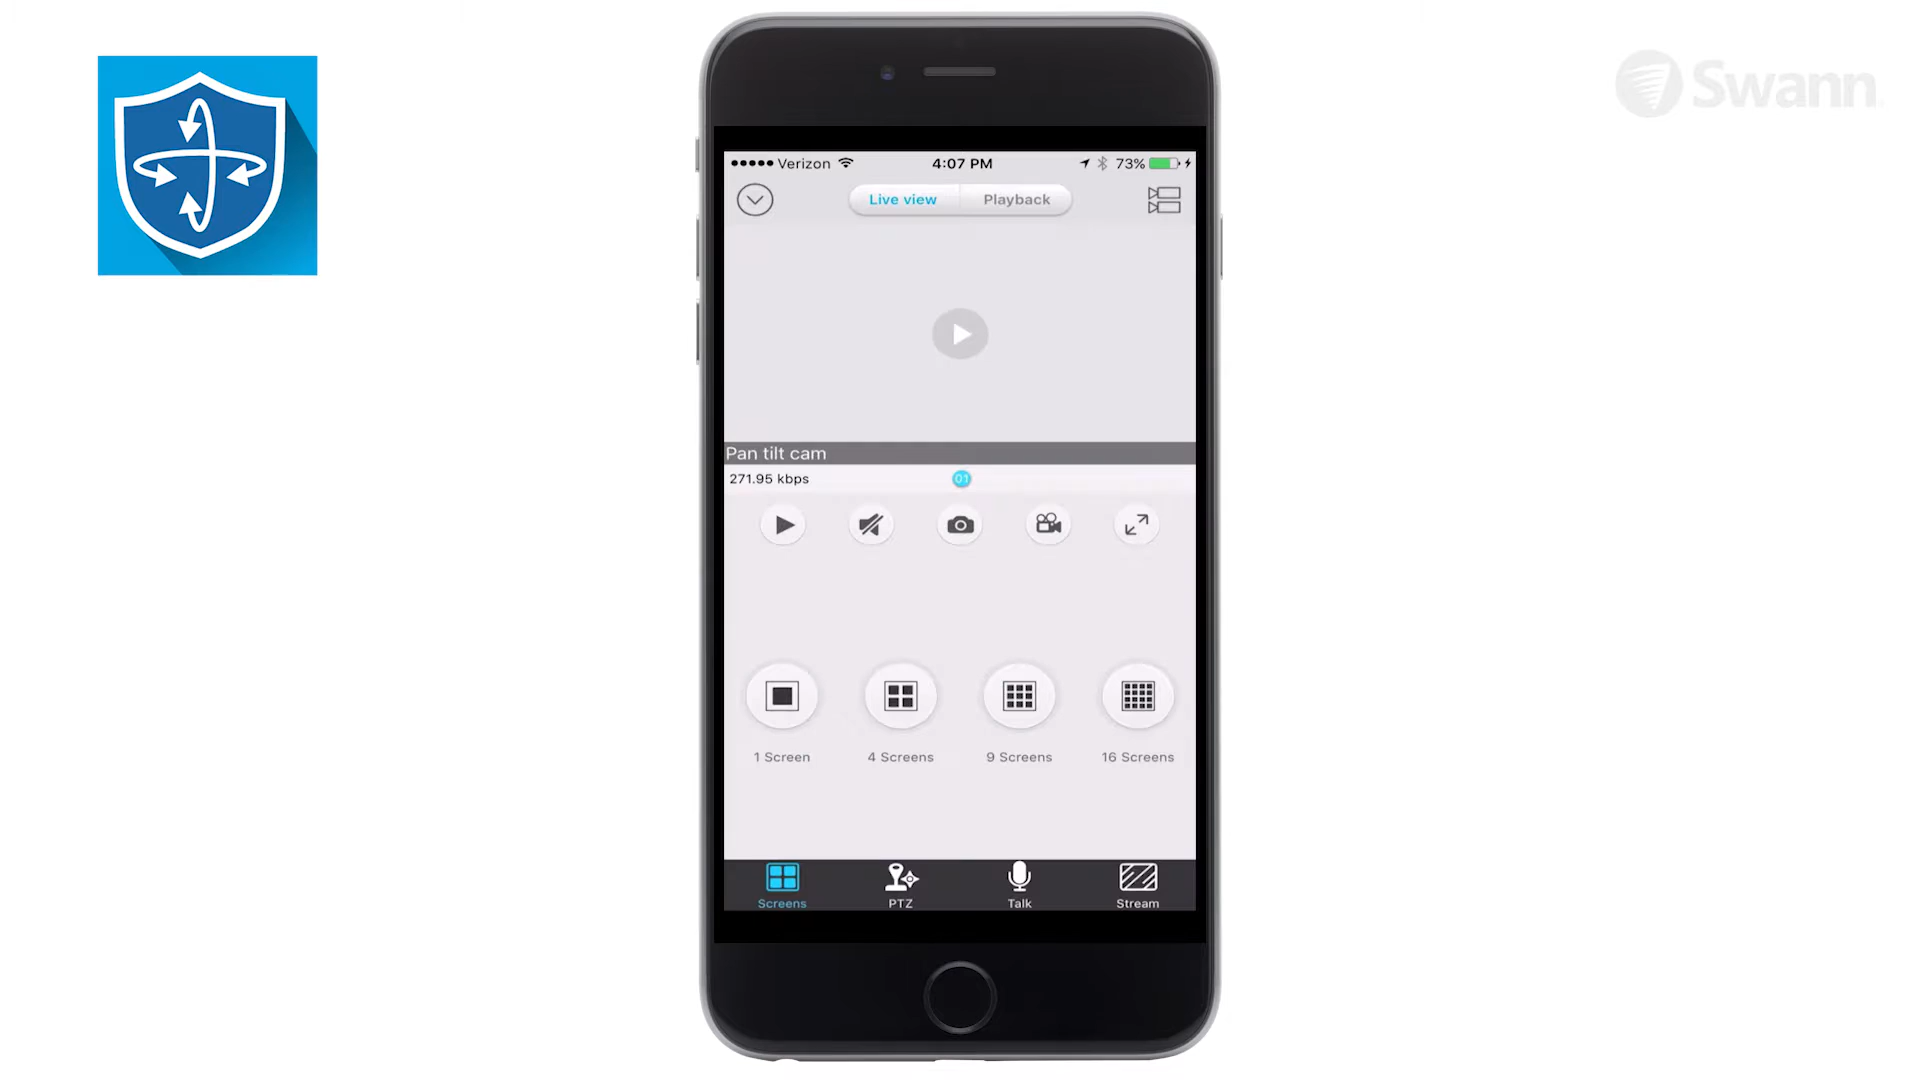 Swann
Verizon 4:07 PM 73%
Live view Playback
Pan tilt cam
271.95 kbps 01
1 Screen 4 Screens 9 Screens 16 Screens
Screens PTZ Talk Stream